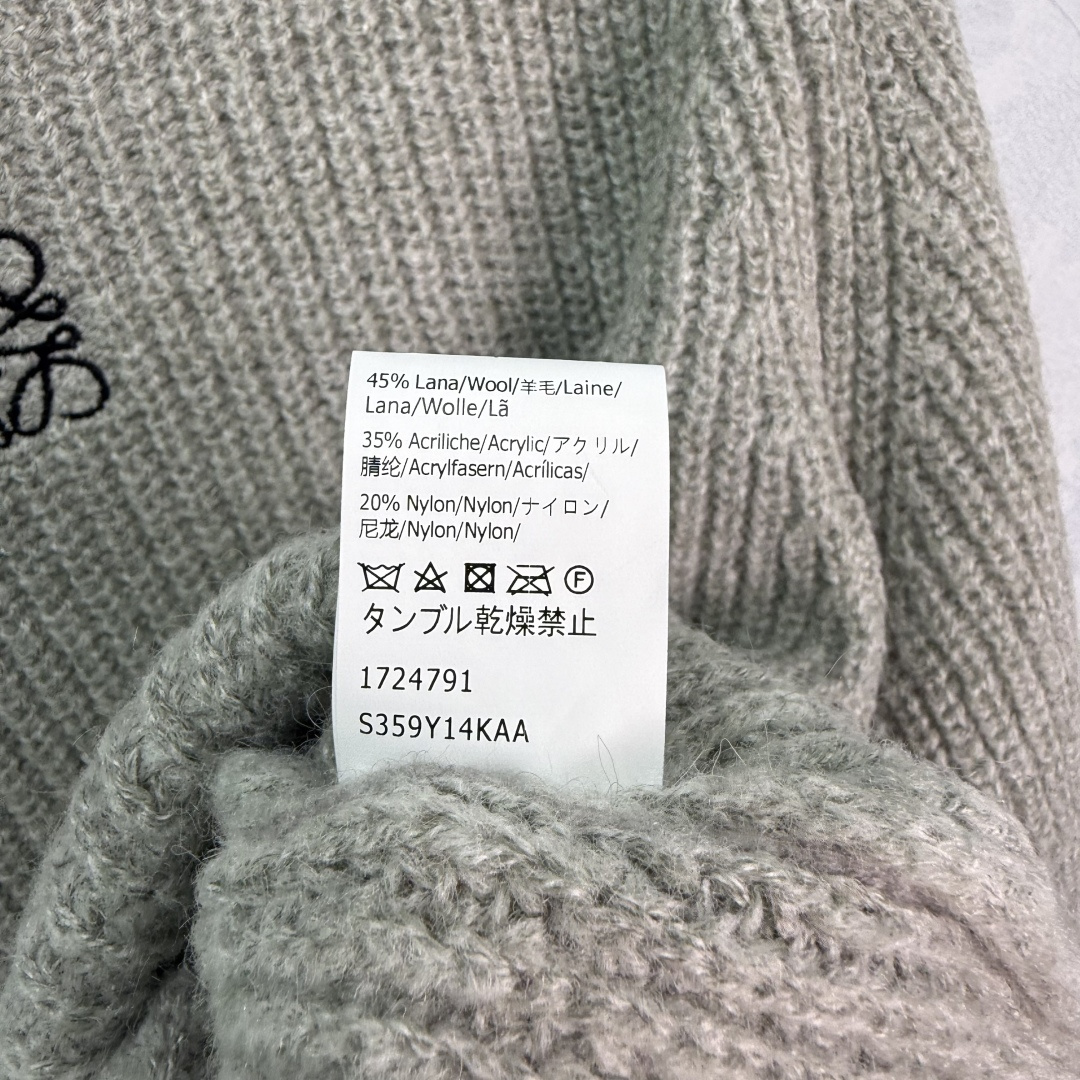 45% Lana/Wool/羊毛/Laine/
Lana/Wolle/Lã
35% Acriliche/Acrylic/アクリル/
腈纶/Acrylfasern/Acrílicas/
20% Nylon/Nylon/ナイロン/
尼龙/Nylon/Nylon/
F
タンブル乾燥禁止
1724791
S359Y14KAA